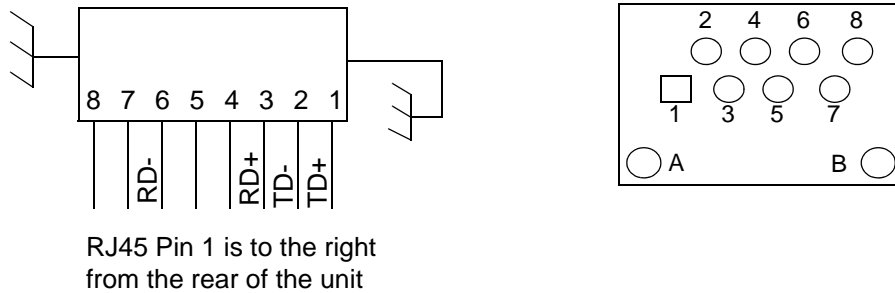 8 7 6 5 4 3 2 1
RD-
RD+
TD-
TD+
RJ45 Pin 1 is to the right
from the rear of the unit
2 4 6 8
1 3 5 7
A B